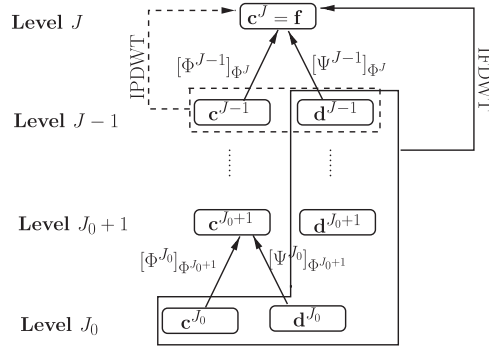 Level J
c^J = f
IPDWT
[Φ^{J−1}]_{Φ^J}
[Ψ^{J−1}]_{Φ^J}
IFDWT
Level J − 1
c^{J−1}
d^{J−1}
Level J_0 + 1
c^{J_0+1}
d^{J_0+1}
[Φ^{J_0}]_{Φ^{J_0+1}}
[Ψ^{J_0}]_{Φ^{J_0+1}}
Level J_0
c^{J_0}
d^{J_0}